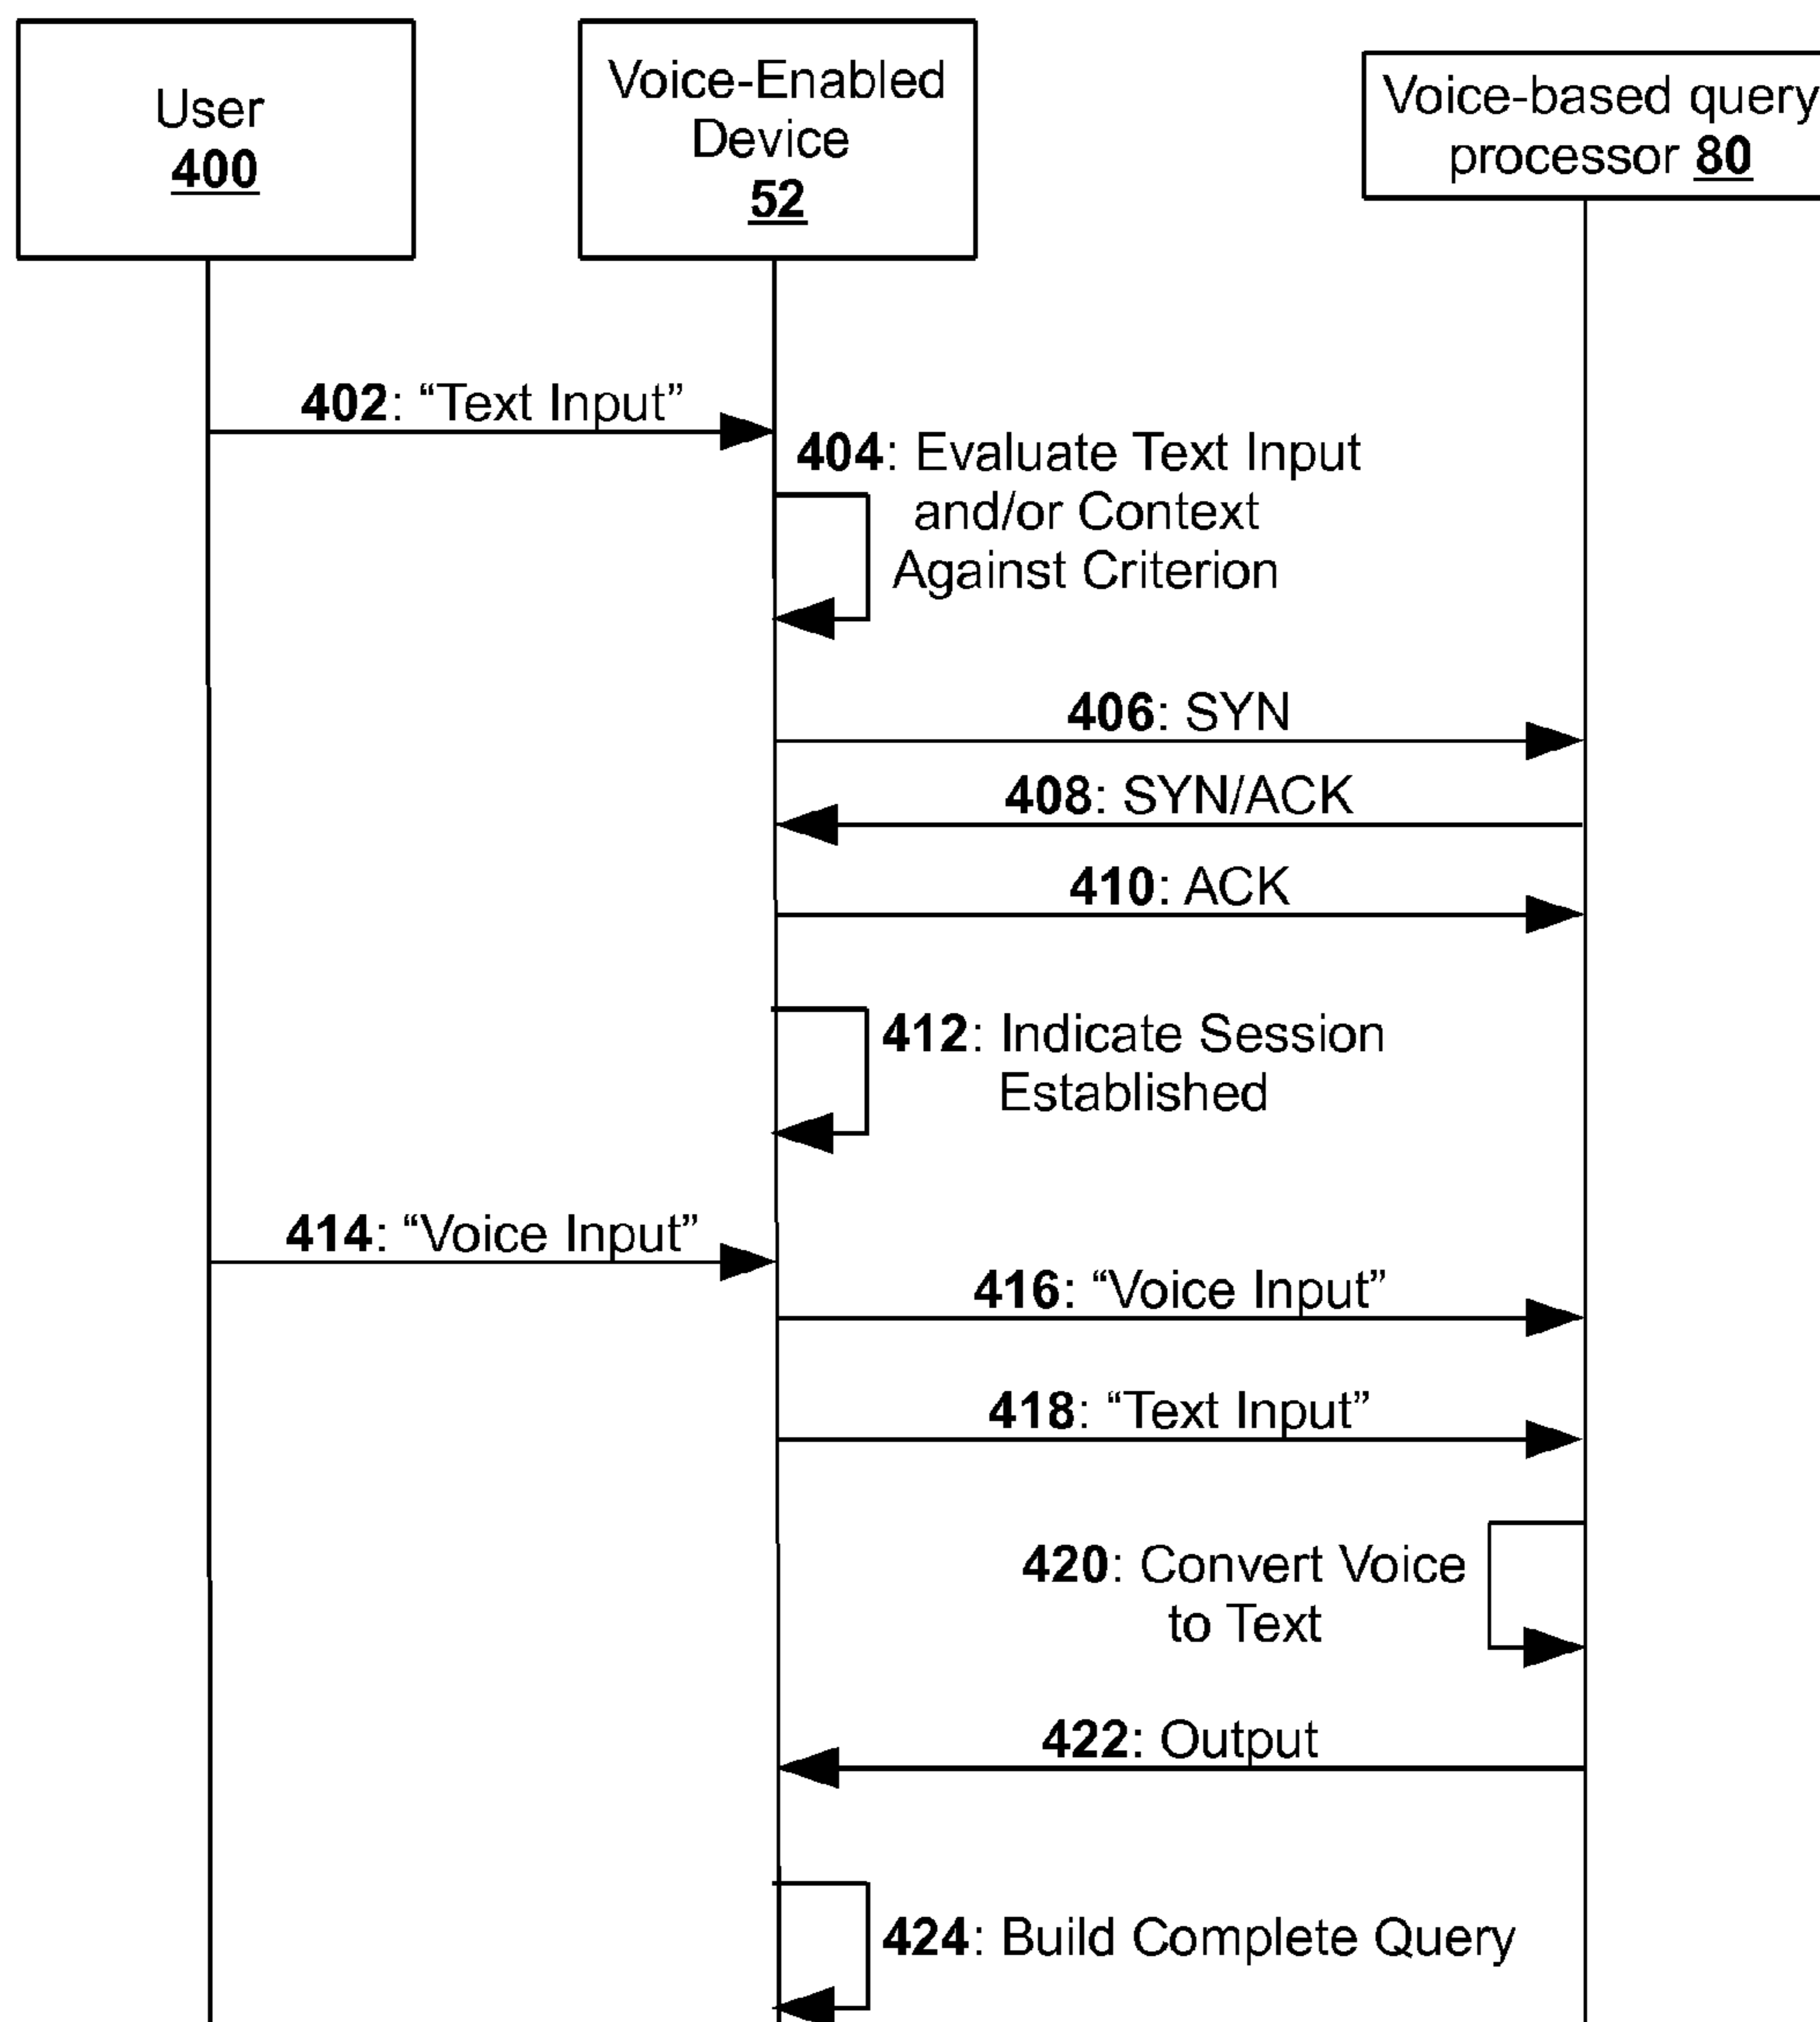 User
400
Voice-Enabled
Device
52
Voice-based query
processor 80
402: “Text Input”
404: Evaluate Text Input
and/or Context
Against Criterion
406: SYN
408: SYN/ACK
410: ACK
412: Indicate Session
Established
414: “Voice Input”
416: “Voice Input”
418: “Text Input”
420: Convert Voice
to Text
422: Output
424: Build Complete Query